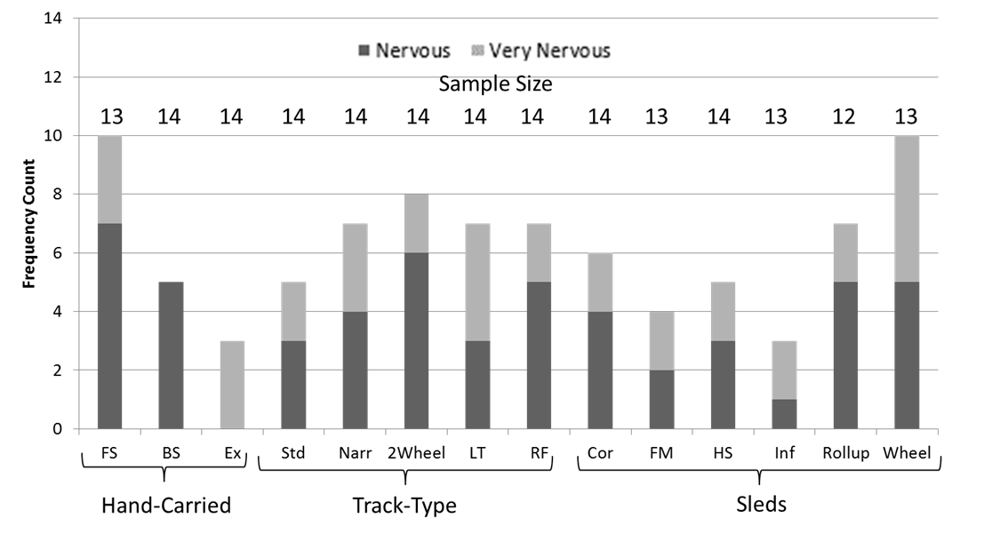 14
Nervous Very Nervous
12
Sample Size
13 14 14 14 14 14 14 14 14 13 14 13 12 13
10
8
6
4
2
0
Frequency Count
FS BS Ex Std Narr 2Wheel LT RF Cor FM HS Inf Rollup Wheel
Hand-Carried Track-Type Sleds